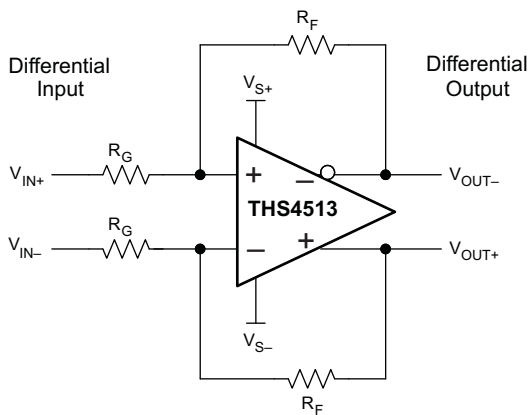 R_F
Differential
Input
Differential
Output
V_S+
R_G
V_IN+
+
−
V_OUT–
THS4513
R_G
V_IN–
−
+
V_OUT+
V_S–
R_F